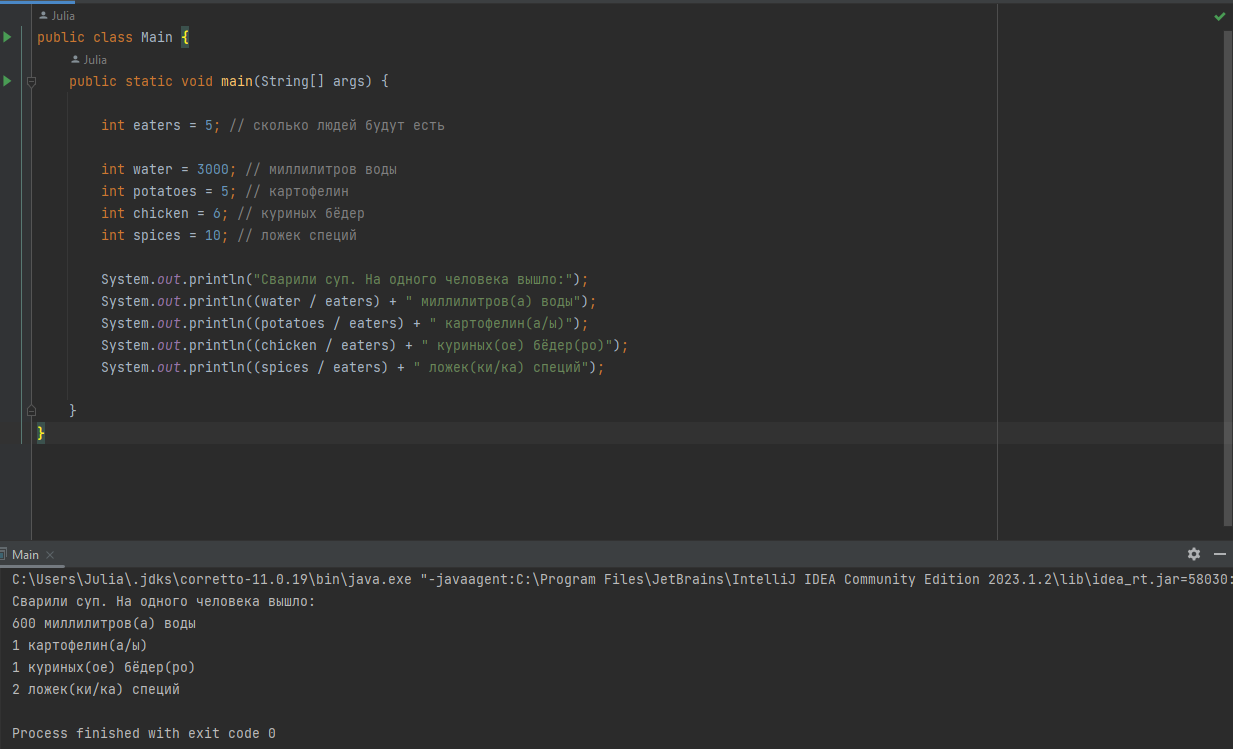 Julia
public class Main {
Julia
public static void main(String[] args) {
int eaters = 5; // сколько людей будут есть
int water = 3000; // миллилитров воды
int potatoes = 5; // картофелин
int chicken = 6; // куриных бёдер
int spices = 10; // ложек специй
System.out.println("Сварили суп. На одного человека вышло:");
System.out.println((water / eaters) + " миллилитров(а) воды");
System.out.println((potatoes / eaters) + " картофелин(а/ы)");
System.out.println((chicken / eaters) + " куриных(ое) бёдер(ро)");
System.out.println((spices / eaters) + " ложек(ки/ка) специй");
}
}
Main
C:\Users\Julia\.jdks\corretto-11.0.19\bin\java.exe "-javaagent:C:\Program Files\JetBrains\IntelliJ IDEA Community Edition 2023.1.2\lib\idea_rt.jar=58030:
Сварили суп. На одного человека вышло:
600 миллилитров(а) воды
1 картофелин(а/ы)
1 куриных(ое) бёдер(ро)
2 ложек(ки/ка) специй
Process finished with exit code 0